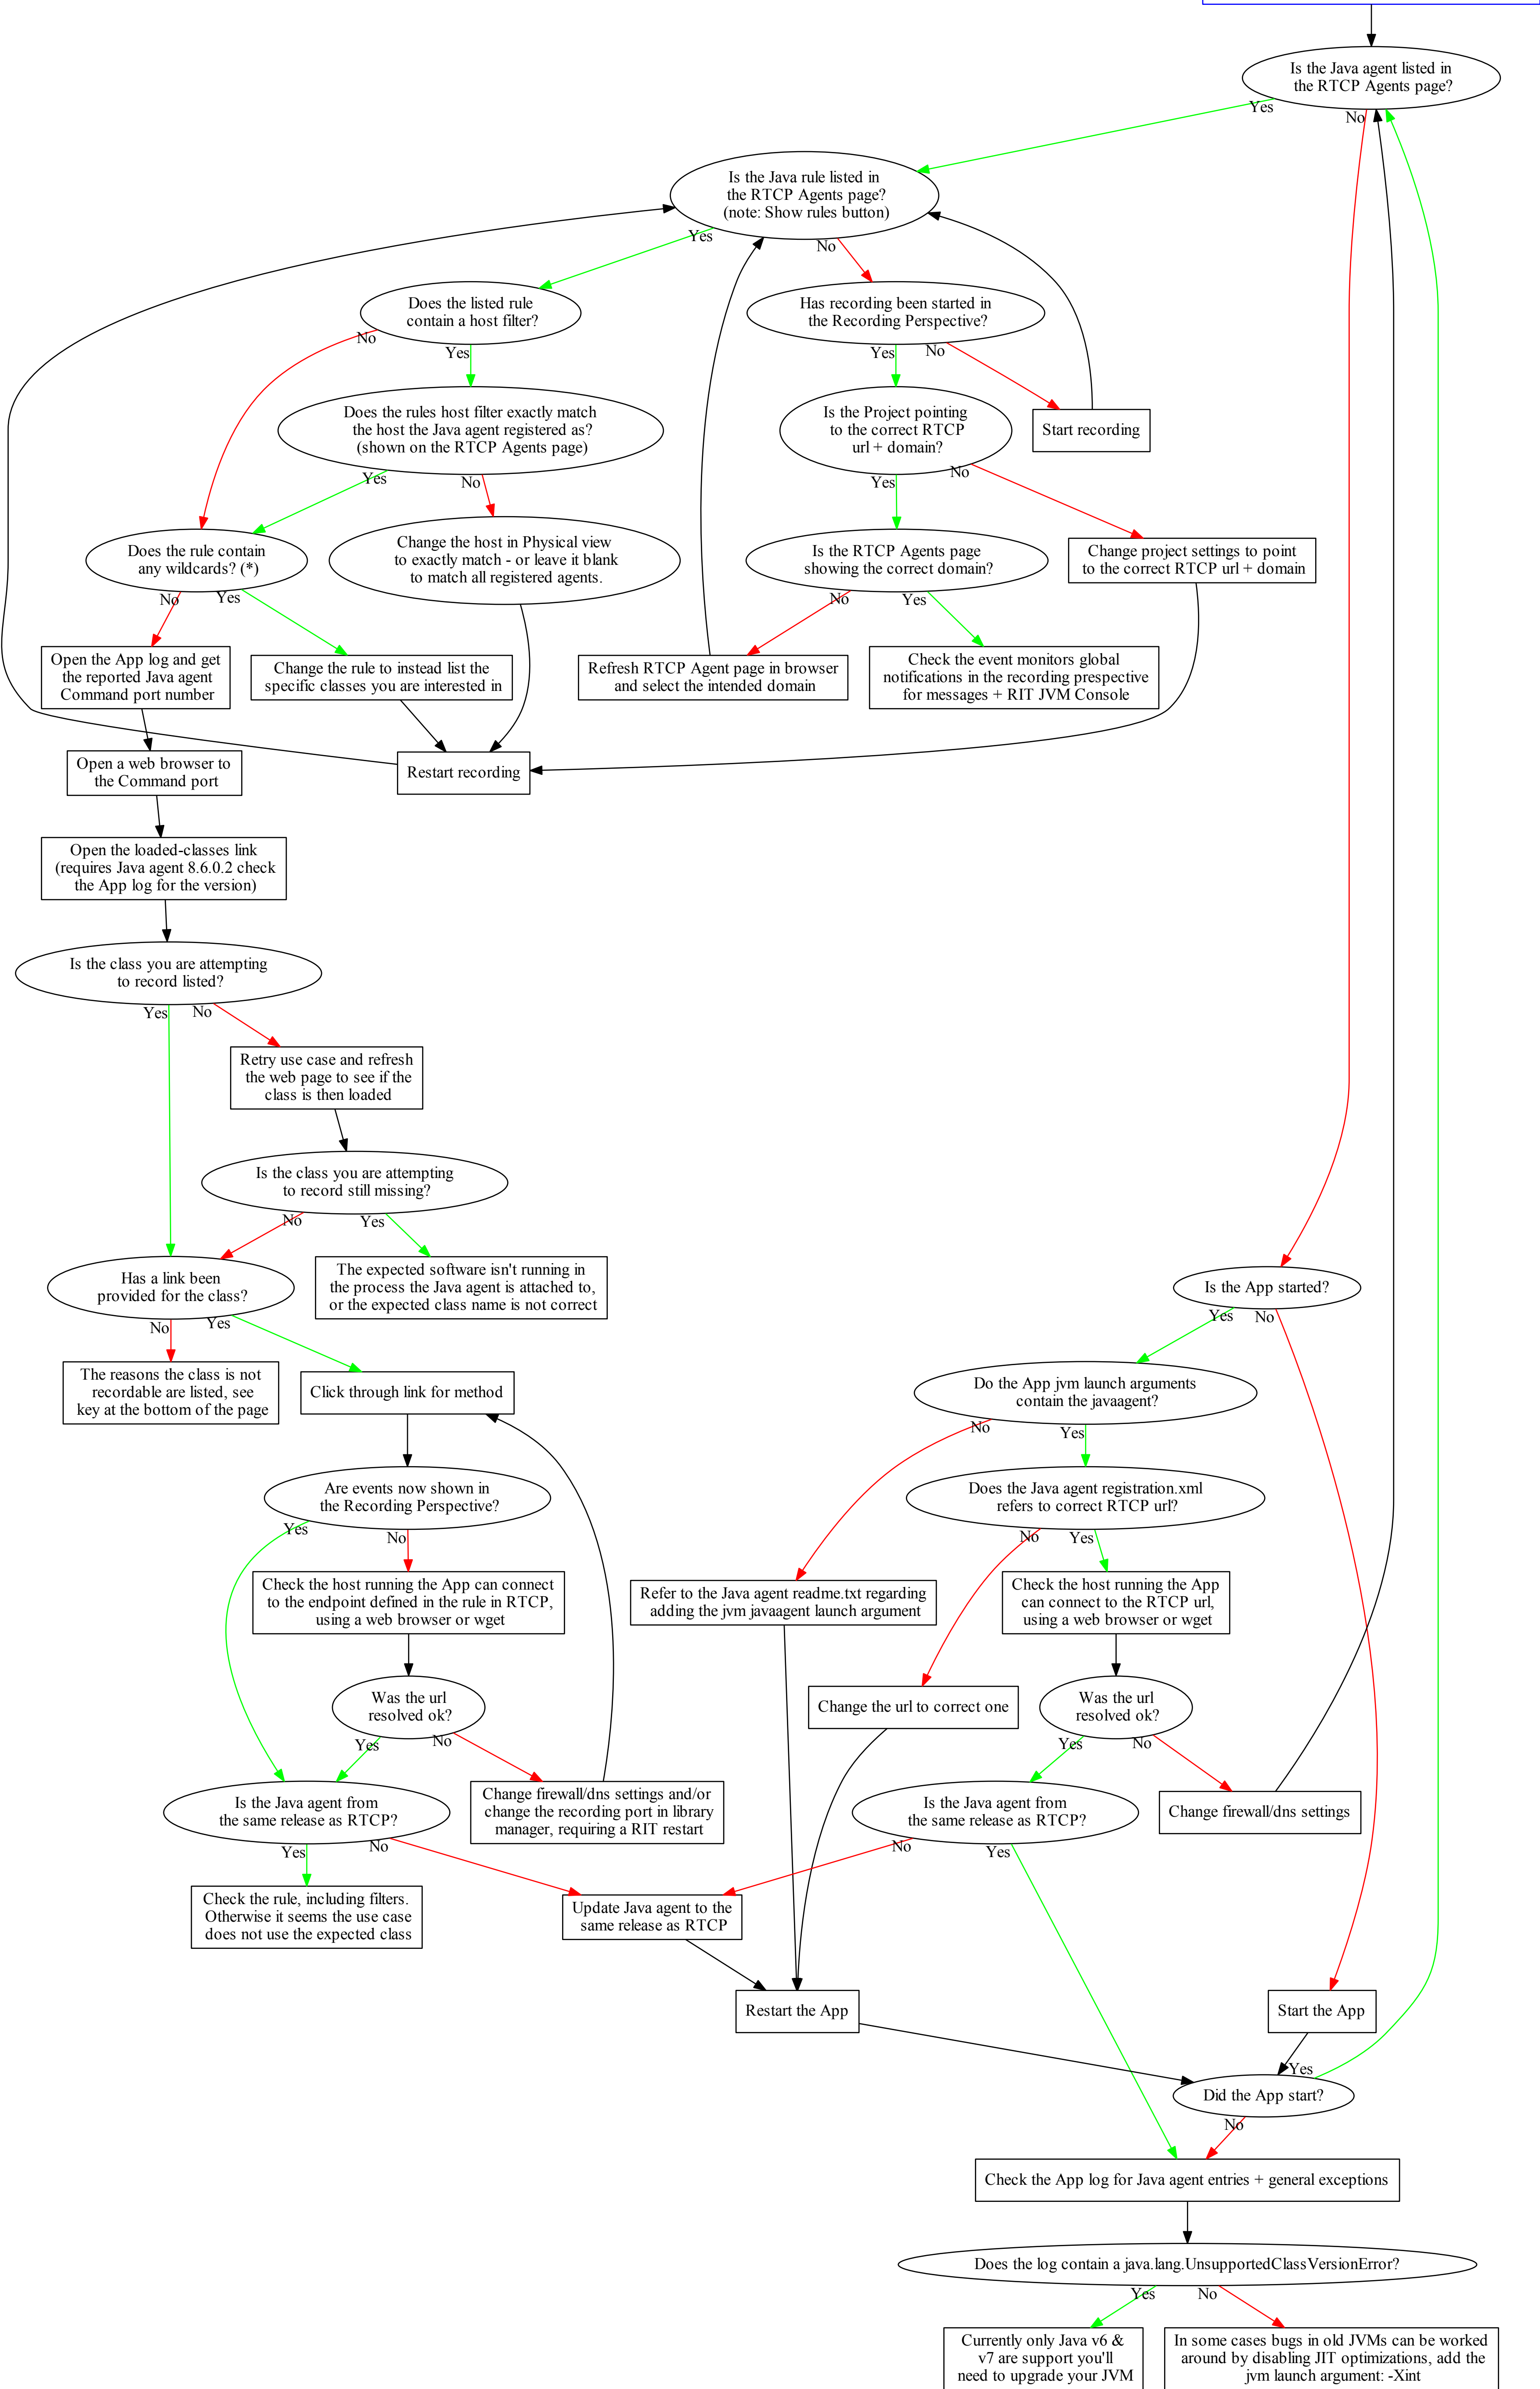 Is the Java agent listed in
the RTCP Agents page?
Yes
No
Is the Java rule listed in
the RTCP Agents page?
(note: Show rules button)
Yes
No
Does the listed rule
contain a host filter?
No
Yes
Has recording been started in
the Recording Perspective?
Yes
No
Does the rules host filter exactly match
the host the Java agent registered as?
(shown on the RTCP Agents page)
Yes
No
Is the Project pointing
to the correct RTCP
url + domain?
Yes
No
Start recording
Does the rule contain
any wildcards? (*)
No
Yes
Change the host in Physical view
to exactly match - or leave it blank
to match all registered agents.
Is the RTCP Agents page
showing the correct domain?
No
Yes
Change project settings to point
to the correct RTCP url + domain
Open the App log and get
the reported Java agent
Command port number
Change the rule to instead list the
specific classes you are interested in
Refresh RTCP Agent page in browser
and select the intended domain
Check the event monitors global
notifications in the recording prespective
for messages + RIT JVM Console
Open a web browser to
the Command port
Restart recording
Open the loaded-classes link
(requires Java agent 8.6.0.2 check
the App log for the version)
Is the class you are attempting
to record listed?
Yes
No
Retry use case and refresh
the web page to see if the
class is then loaded
Is the class you are attempting
to record still missing?
No
Yes
Has a link been
provided for the class?
No
Yes
The expected software isn't running in
the process the Java agent is attached to,
or the expected class name is not correct
Is the App started?
Yes
No
The reasons the class is not
recordable are listed, see
key at the bottom of the page
Click through link for method
Do the App jvm launch arguments
contain the javaagent?
No
Yes
Are events now shown in
the Recording Perspective?
Yes
No
Does the Java agent registration.xml
refers to correct RTCP url?
No
Yes
Check the host running the App can connect
to the endpoint defined in the rule in RTCP,
using a web browser or wget
Refer to the Java agent readme.txt regarding
adding the jvm javaagent launch argument
Check the host running the App
can connect to the RTCP url,
using a web browser or wget
Was the url
resolved ok?
Yes
No
Change the url to correct one
Was the url
resolved ok?
Yes
No
Is the Java agent from
the same release as RTCP?
Yes
No
Change firewall/dns settings and/or
change the recording port in library
manager, requiring a RIT restart
Is the Java agent from
the same release as RTCP?
No
Yes
Change firewall/dns settings
Check the rule, including filters.
Otherwise it seems the use case
does not use the expected class
Update Java agent to the
same release as RTCP
Restart the App
Start the App
Yes
Did the App start?
No
Check the App log for Java agent entries + general exceptions
Does the log contain a java.lang.UnsupportedClassVersionError?
Yes
No
Currently only Java v6 &
v7 are support you'll
need to upgrade your JVM
In some cases bugs in old JVMs can be worked
around by disabling JIT optimizations, add the
jvm launch argument: -Xint